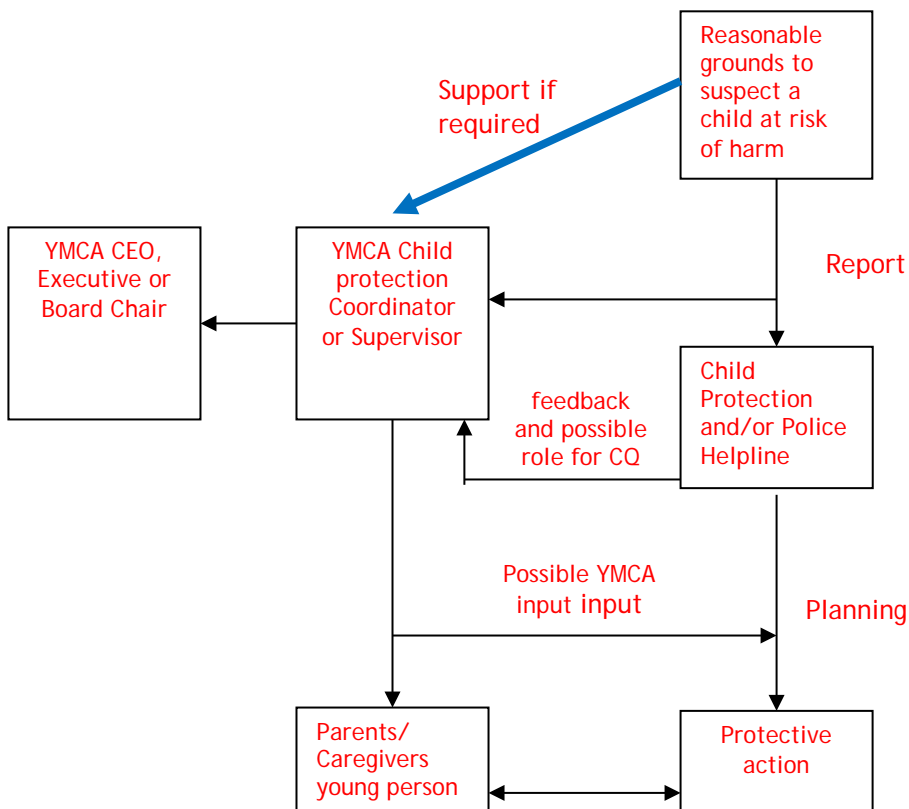 Reasonable
grounds to
suspect a
child at risk
of harm
Support if
required
YMCA CEO,
Executive or
Board Chair
YMCA Child
protection
Coordinator
or Supervisor
Report
Child
Protection
and/or Police
Helpline
feedback
and possible
role for CQ
Possible YMCA
input input
Planning
Parents/
Caregivers
young person
Protective
action